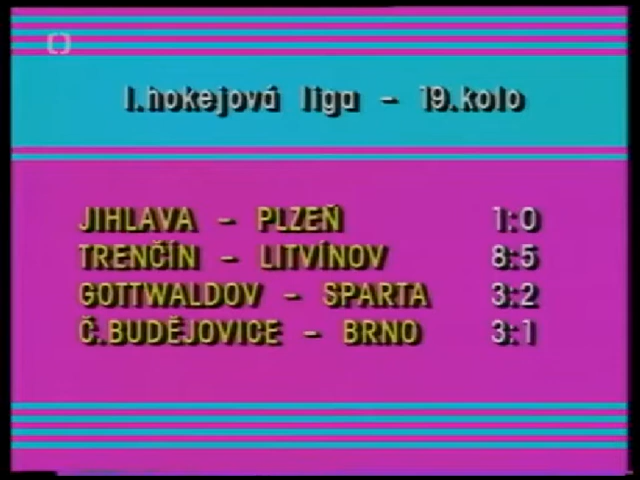 I.hokejová liga - 19.kolo
JIHLAVA - PLZEŇ 1:0
TRENČÍN - LITVÍNOV 8:5
GOTTWALDOV - SPARTA 3:2
Č.BUDĚJOVICE - BRNO 3:1